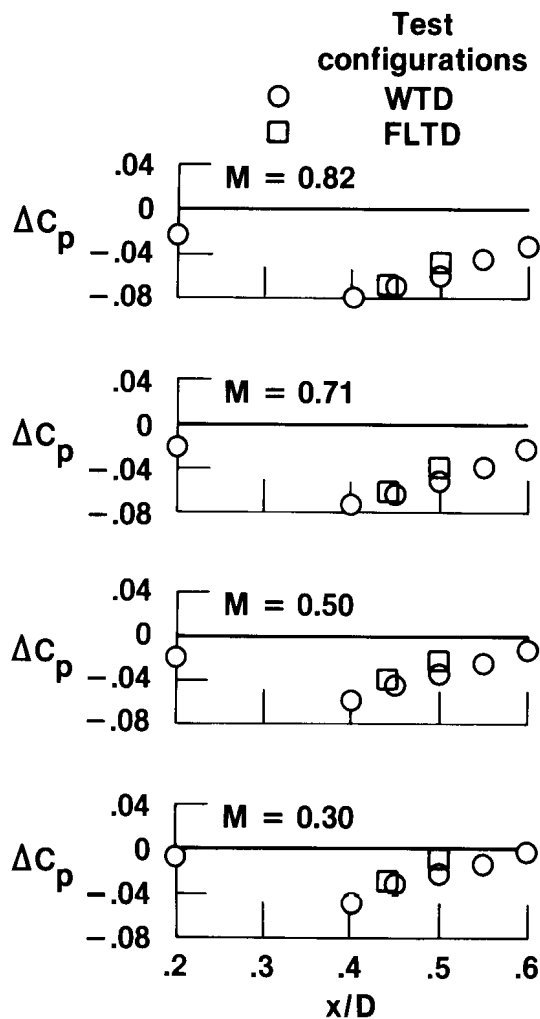 Test
configurations
WTD
FLTD
.04
M = 0.82
0
ΔCp
−.04
−.08
.04
M = 0.71
0
ΔCp
−.04
−.08
.04
M = 0.50
0
ΔCp
−.04
−.08
.04
M = 0.30
0
ΔCp
−.04
−.08
.2 .3 .4 .5 .6
x/D